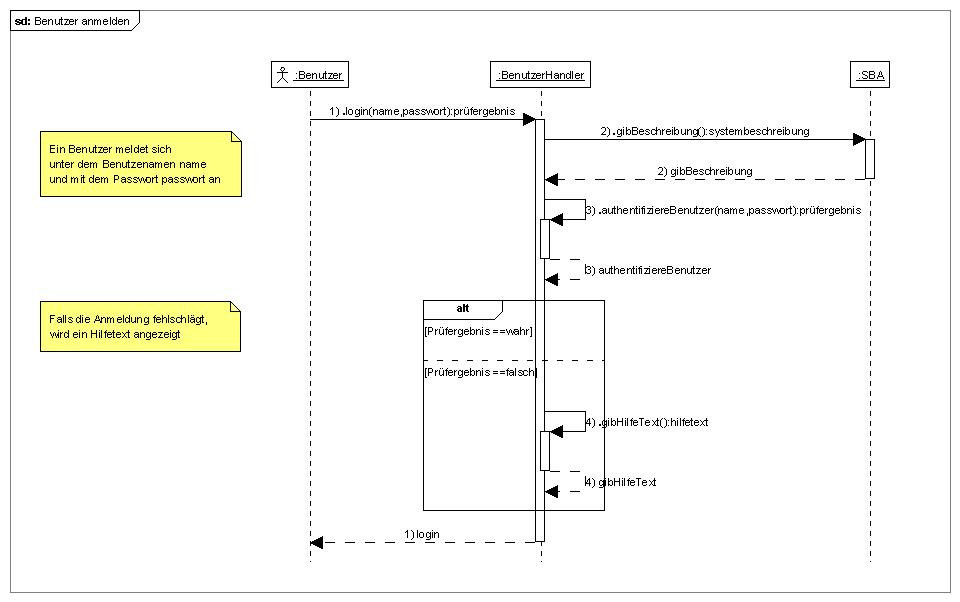 sd: Benutzer anmelden
:Benutzer
:BenutzerHandler
:SBA
1) .login(name,passwort):prüfergebnis
2) .gibBeschreibung():systembeschreibung
Ein Benutzer meldet sich
unter dem Benutzenamen name
und mit dem Passwort passwort an
2) gibBeschreibung
3) .authentifiziereBenutzer(name,passwort):prüfergebnis
3) authentifiziereBenutzer
alt
Falls die Anmeldung fehlschlägt,
wird ein Hilfetext angezeigt
[Prüfergebnis ==wahr]
[Prüfergebnis ==falsch]
4) .gibHilfeText():hilfetext
4) gibHilfeText
1) login